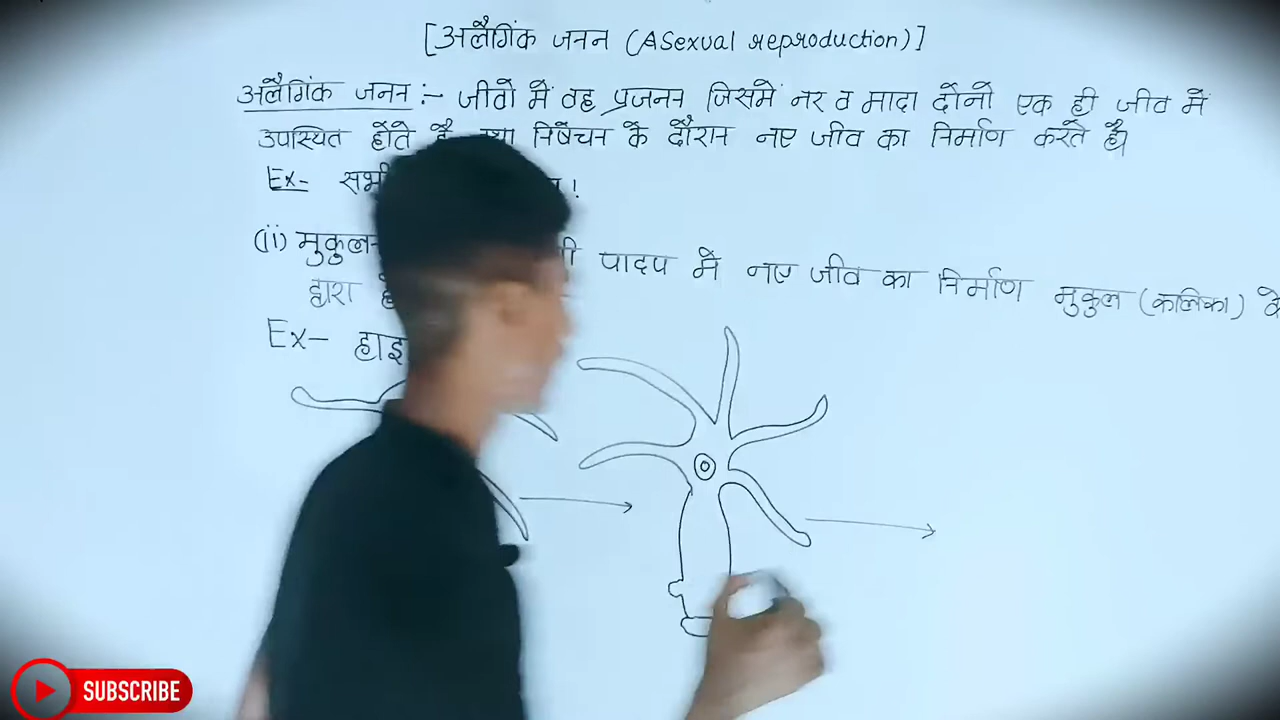 [अलैगिंक जनन (ASexual reproduction)]
अलैगिंक जनन :- जीवो में वह प्रजनन जिसमें नर व मादा दोंनो एक ही जीव में
उपस्थित होते है निषेचन के दौरान नए जीव का निर्माण करते है।
Ex- सभी !
(ii) पादप में नए जीव का निर्माण मुकुल (कलिका) के
द्वारा
Ex-
SUBSCRIBE